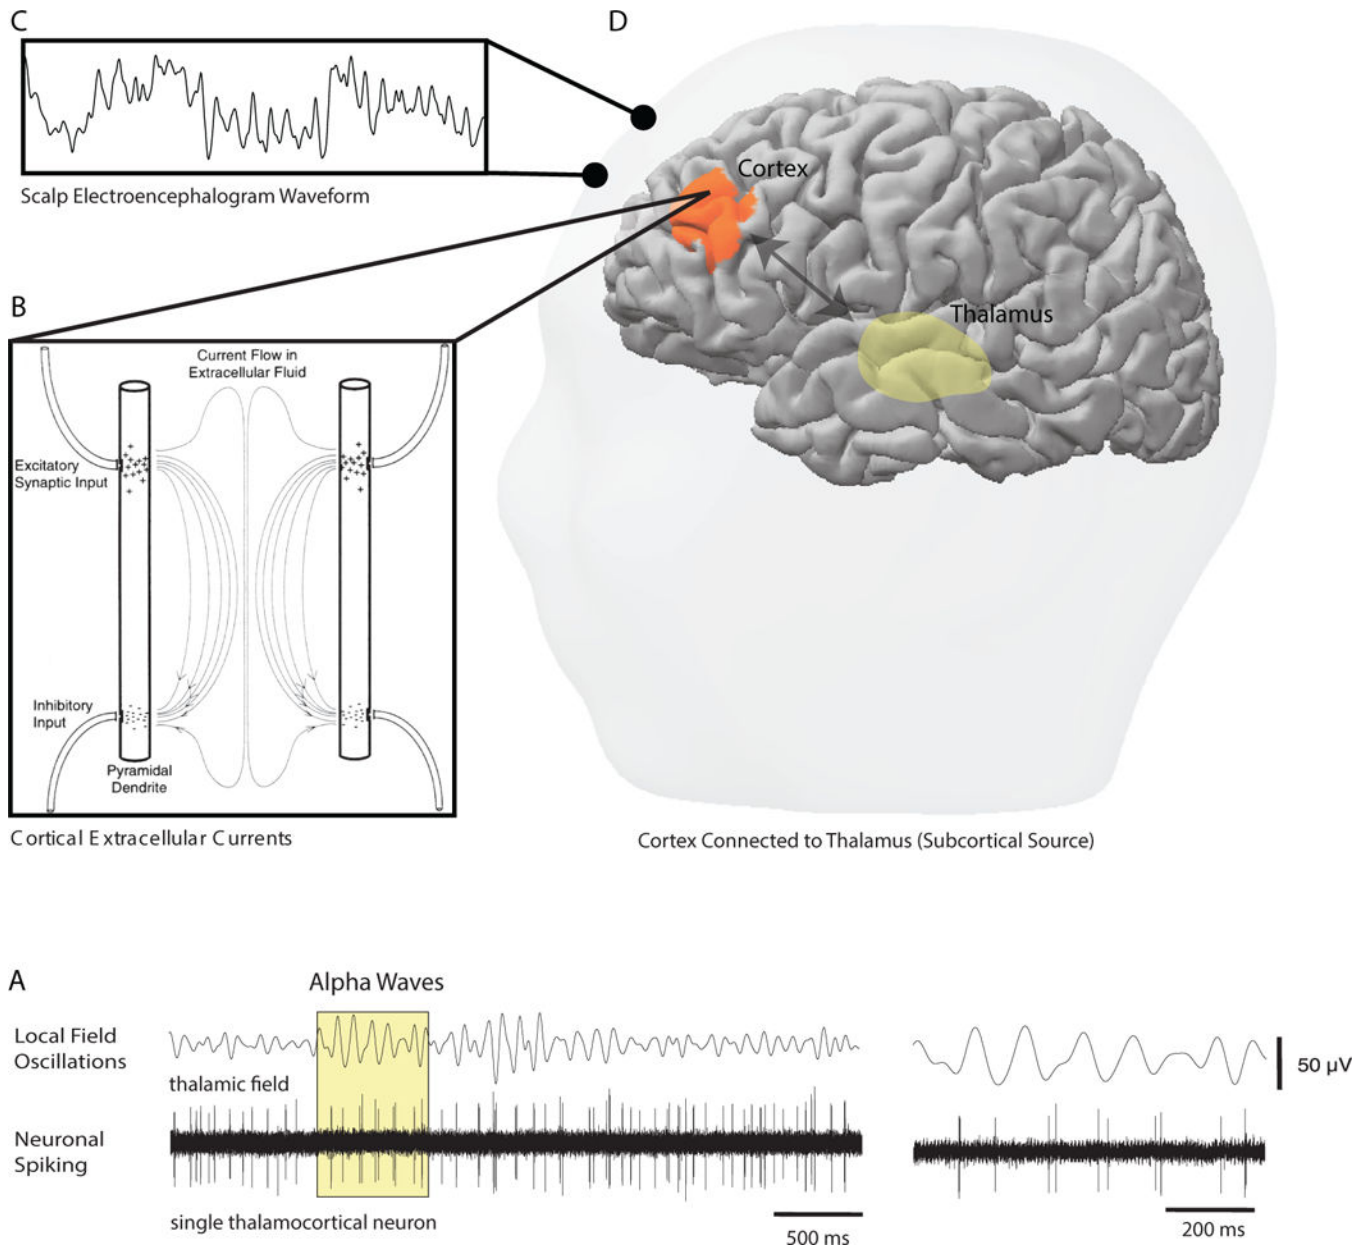 C
Scalp Electroencephalogram Waveform
D
Cortex
Thalamus
Cortex Connected to Thalamus (Subcortical Source)
B
Current Flow in
Extracellular Fluid
Excitatory
Synaptic Input
Inhibitory
Input
Pyramidal
Dendrite
Cortical Extracellular Currents
A
Alpha Waves
Local Field
Oscillations
thalamic field
50 µV
Neuronal
Spiking
single thalamocortical neuron
500 ms
200 ms